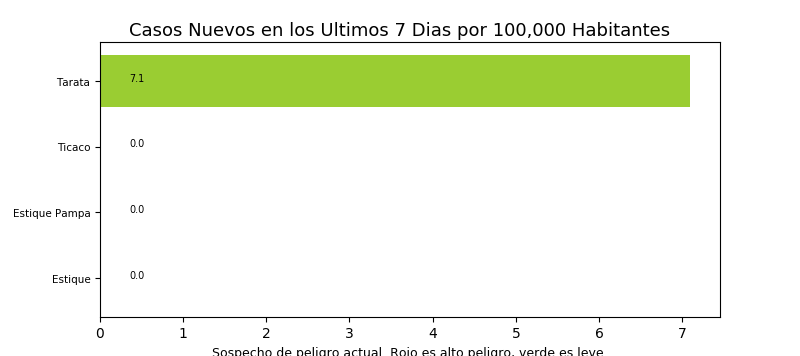 Casos Nuevos en los Ultimos 7 Dias por 100,000 Habitantes
Tarata 7.1
Ticaco 0.0
Estique Pampa 0.0
Estique 0.0
0 1 2 3 4 5 6 7
Sospecho de peligro actual. Rojo es alto peligro, verde es leve